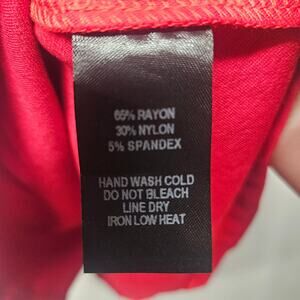 65% RAYON
30% NYLON
5% SPANDEX
HAND WASH COLD
DO NOT BLEACH
LINE DRY
IRON LOW HEAT